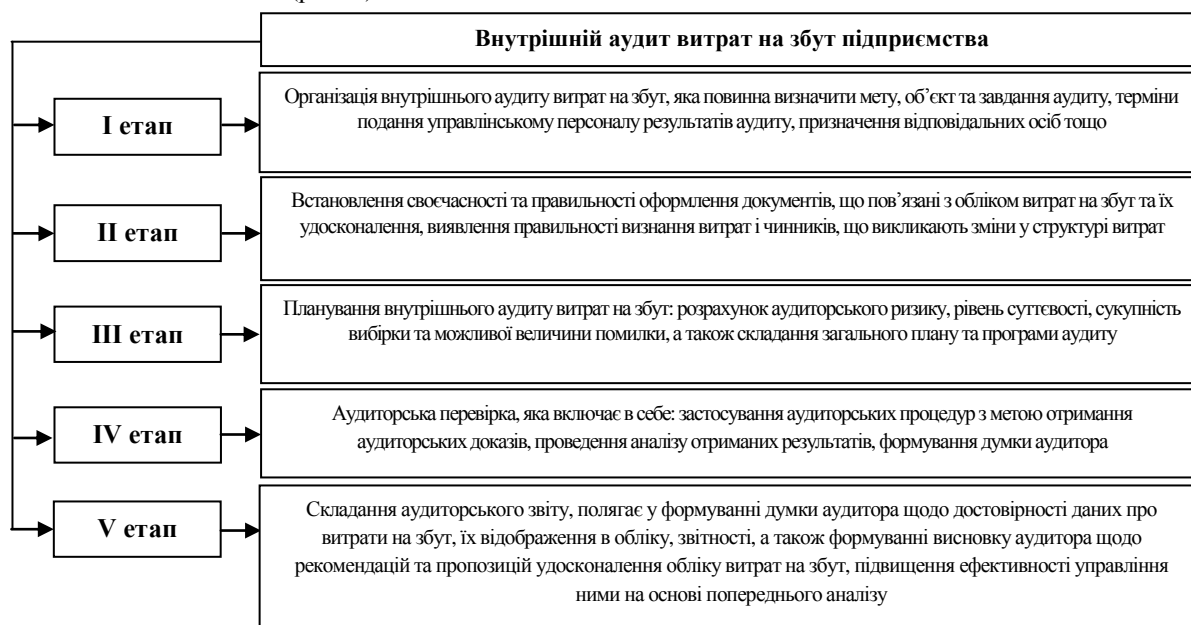 Внутрішній аудит витрат на збут підприємства
І етап
Організація внутрішнього аудиту витрат на збут, яка повинна визначити мету, об’єкт та завдання аудиту, терміни
подання управлінському персоналу результатів аудиту, призначення відповідальних осіб тощо
ІІ етап
Встановлення своєчасності та правильності оформлення документів, що пов’язані з обліком витрат на збут та їх
удосконалення, виявлення правильності визнання витрат і чинників, що викликають зміни у структурі витрат
ІІІ етап
Планування внутрішнього аудиту витрат на збут: розрахунок аудиторського ризику, рівень суттєвості, сукупність
вибірки та можливої величини помилки, а також складання загального плану та програми аудиту
IV етап
Аудиторська перевірка, яка включає в себе: застосування аудиторських процедур з метою отримання
аудиторських доказів, проведення аналізу отриманих результатів, формування думки аудитора
V етап
Складання аудиторського звіту, полягає у формуванні думки аудитора щодо достовірності даних про
витрати на збут, їх відображення в обліку, звітності, а також формуванні висновку аудитора щодо
рекомендацій та пропозицій удосконалення обліку витрат на збут, підвищення ефективності управління
ними на основі попереднього аналізу